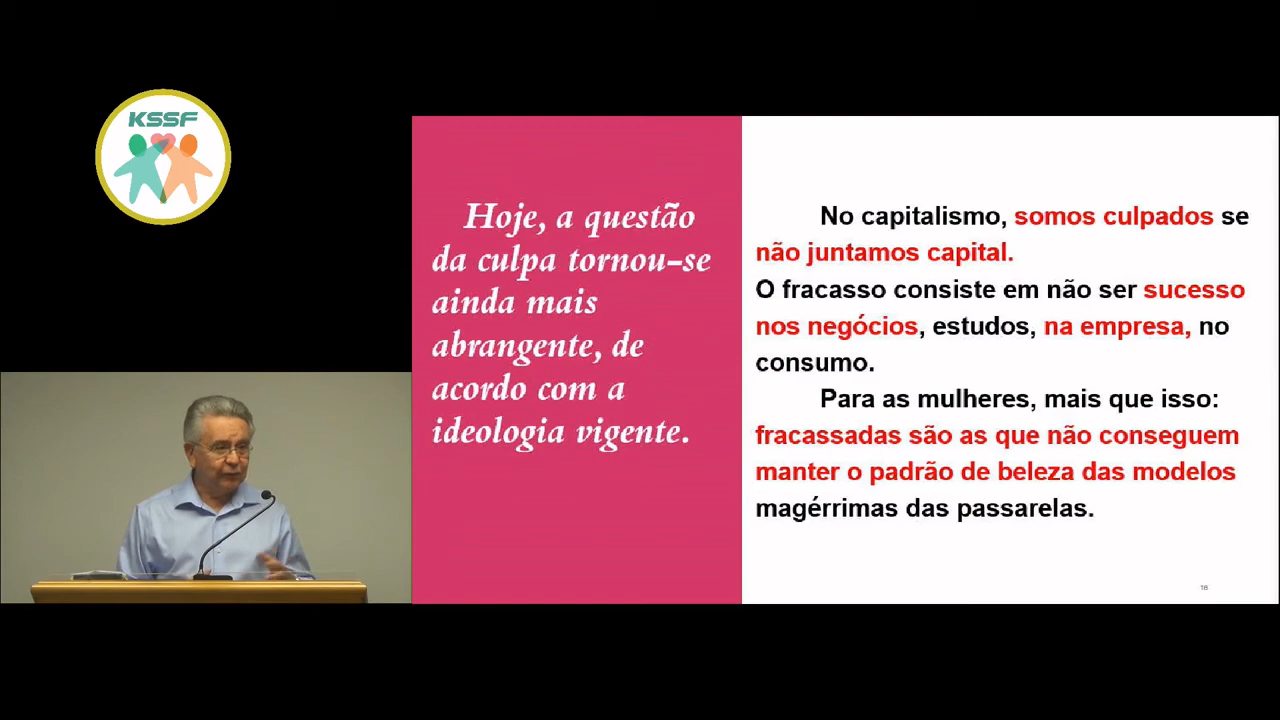 KSSF
Hoje, a questão
da culpa tornou-se
ainda mais
abrangente, de
acordo com a
ideologia vigente.
No capitalismo, somos culpados se
não juntamos capital.
O fracasso consiste em não ser sucesso
nos negócios, estudos, na empresa, no
consumo.
Para as mulheres, mais que isso:
fracassadas são as que não conseguem
manter o padrão de beleza das modelos
magérrimas das passarelas.
16